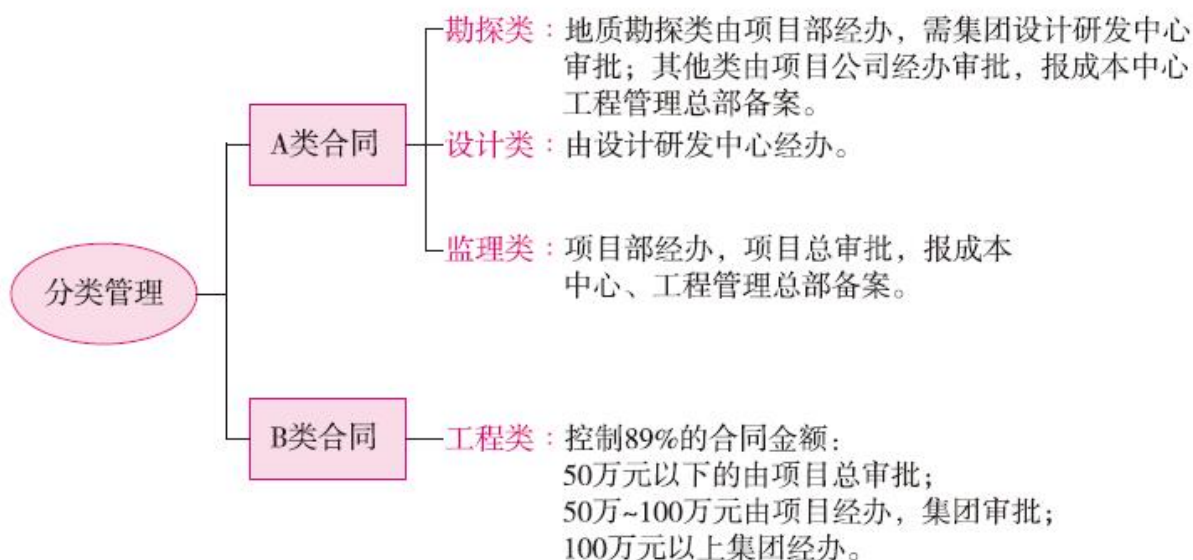 勘探类：地质勘探类由项目部经办，需集团设计研发中心
审批；其他类由项目公司经办审批，报成本中心
工程管理总部备案。
A类合同
设计类：由设计研发中心经办。
监理类：项目部经办，项目总审批，报成本
中心、工程管理总部备案。
分类管理
B类合同
工程类：控制89%的合同金额：
50万元以下的由项目总审批；
50万~100万元由项目经办，集团审批；
100万元以上集团经办。